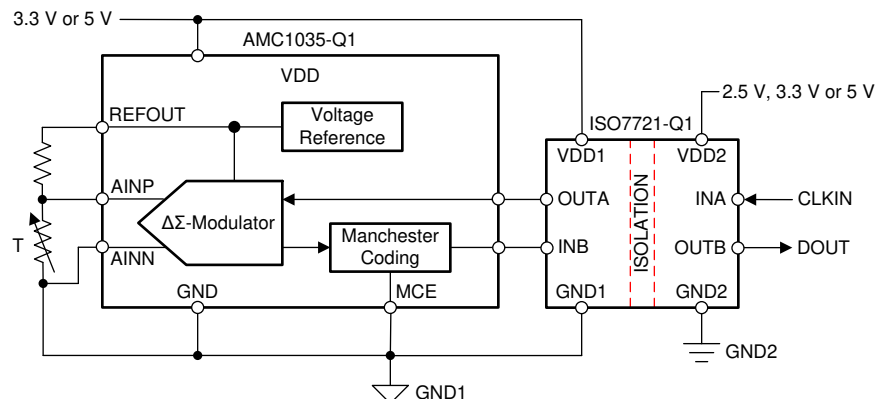 3.3 V or 5 V
AMC1035-Q1
VDD
2.5 V, 3.3 V or 5 V
REFOUT
Voltage
Reference
ISO7721-Q1
VDD1
VDD2
AINP
OUTA
INA
CLKIN
ΔΣ-Modulator
ISOLATION
T
Manchester
Coding
INB
OUTB
DOUT
AINN
GND
MCE
GND1
GND2
GND2
GND1